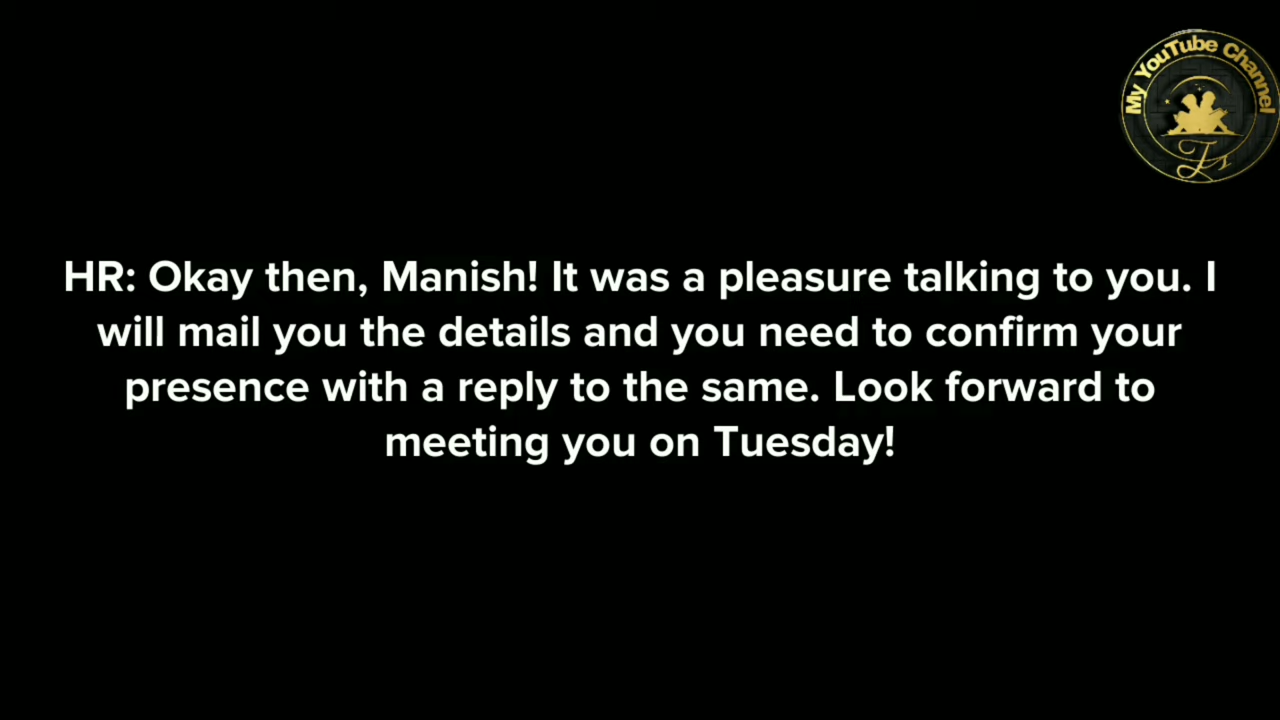 My YouTube Channel
HR: Okay then, Manish! It was a pleasure talking to you. I
will mail you the details and you need to confirm your
presence with a reply to the same. Look forward to
meeting you on Tuesday!